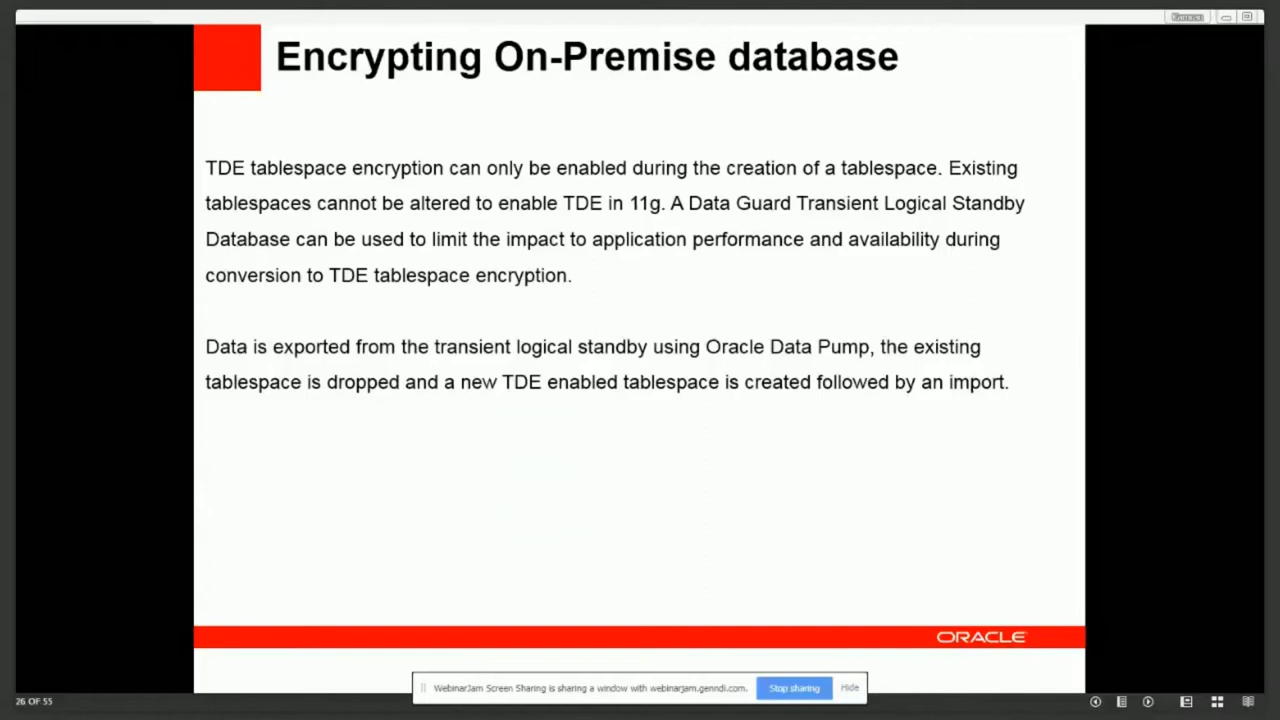 Kamran
Encrypting On-Premise database
TDE tablespace encryption can only be enabled during the creation of a tablespace. Existing
tablespaces cannot be altered to enable TDE in 11g. A Data Guard Transient Logical Standby
Database can be used to limit the impact to application performance and availability during
conversion to TDE tablespace encryption.
Data is exported from the transient logical standby using Oracle Data Pump, the existing
tablespace is dropped and a new TDE enabled tablespace is created followed by an import.
ORACLE
WebinarJam Screen Sharing is sharing a window with webinarjam.genndi.com.
Stop sharing
Hide
26 OF 55